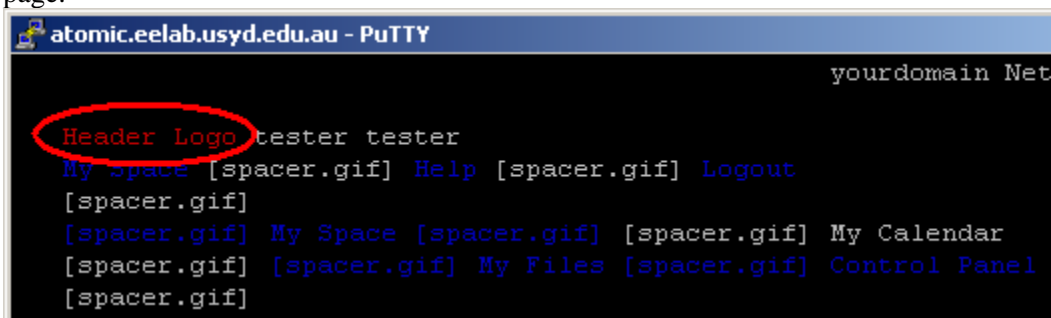 page.
atomic.eelab.usyd.edu.au - PuTTY
yourdomain Net
Header Logo tester tester
My Space [spacer.gif] Help [spacer.gif] Logout
[spacer.gif]
[spacer.gif] My Space [spacer.gif] [spacer.gif] My Calendar
[spacer.gif] [spacer.gif] My Files [spacer.gif] Control Panel
[spacer.gif]